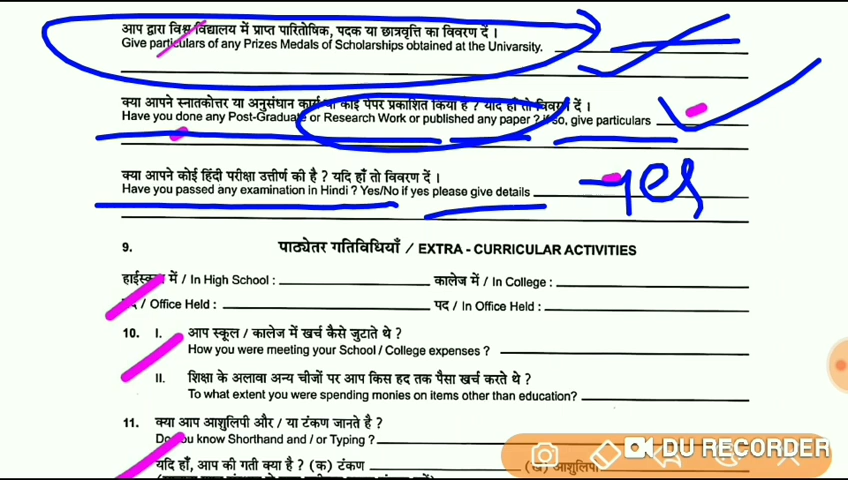 आप द्वारा विश्व विद्यालय में प्राप्त पारितोषिक, पदक या छात्रवृत्ति का विवरण दें ।
Give particulars of any Prizes Medals of Scholarships obtained at the Univarsity.
क्या आपने स्नातकोत्तर या अनुसंधान कार्य या कोई पेपर प्रकाशित किया है ? यदि हाँ तो विवरण दें ।
Have you done any Post-Graduate or Research Work or published any paper ? if so, give particulars
क्या आपने कोई हिंदी परीक्षा उत्तीर्ण की है ? यदि हाँ तो विवरण दें ।
Have you passed any examination in Hindi ? Yes/No if yes please give details
yes
9. पाठ्येतर गतिविधियाँ / EXTRA - CURRICULAR ACTIVITIES
हाईस्कूल में / In High School : कालेज में / In College :
पद / Office Held : पद / In Office Held :
10. I. आप स्कूल / कालेज में खर्च कैसे जुटाते थे ?
How you were meeting your School / College expenses ?
II. शिक्षा के अलावा अन्य चीजों पर आप किस हद तक पैसा खर्च करते थे ?
To what extent you were spending monies on items other than education?
11. क्या आप आशुलिपी और / या टंकण जानते है ?
Do you know Shorthand and / or Typing ?
यदि हाँ, आप की गती क्या है ? (क) टंकण (ख) आशुलिपी
DU RECORDER